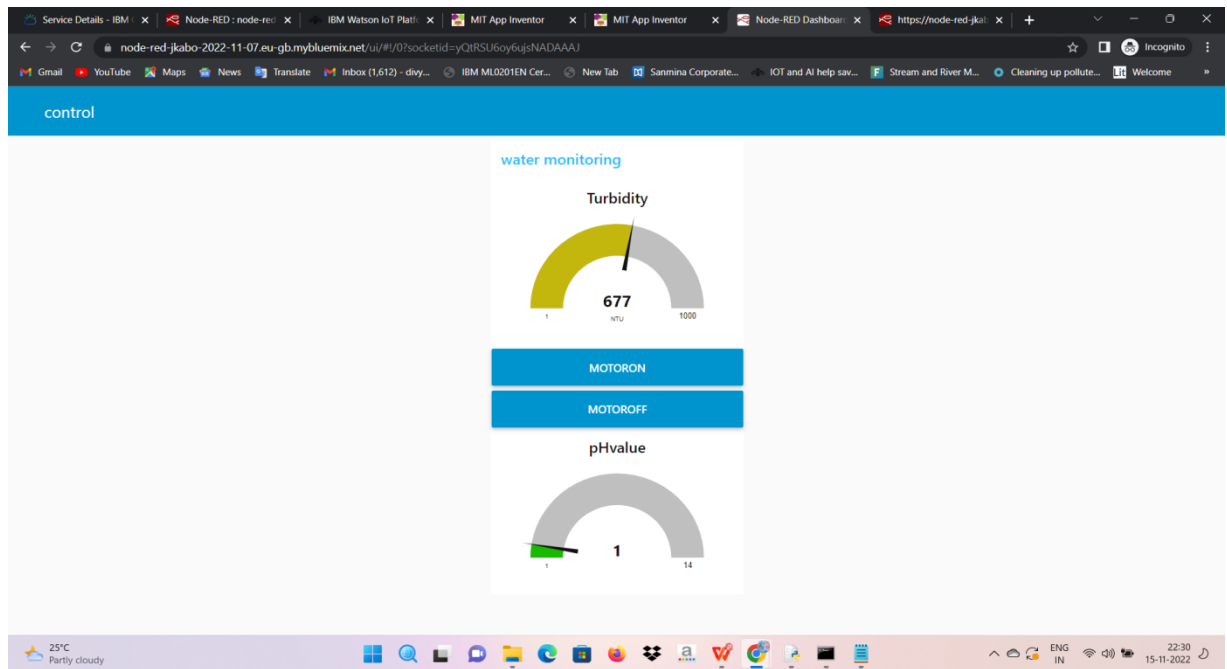 Service Details - IBM
Node-RED : node-red
IBM Watson IoT Platf
MIT App Inventor
MIT App Inventor
Node-RED Dashboar
https://node-red-jkab
node-red-jkabo-2022-11-07.eu-gb.mybluemix.net/ui/#!/0?socketid=yQtRSU6oy6ujsNADAAAJ
Incognito
Gmail
YouTube
Maps
News
Translate
Inbox (1,612) - divy...
IBM ML0201EN Cer...
New Tab
Sanmina Corporate...
IOT and AI help sav...
Stream and River M...
Cleaning up pollute...
Lit Welcome
control
water monitoring
Turbidity
677
1 NTU 1000
MOTORON
MOTOROFF
pHvalue
1
1 14
25°C
Partly cloudy
ENG
IN
22:30
15-11-2022